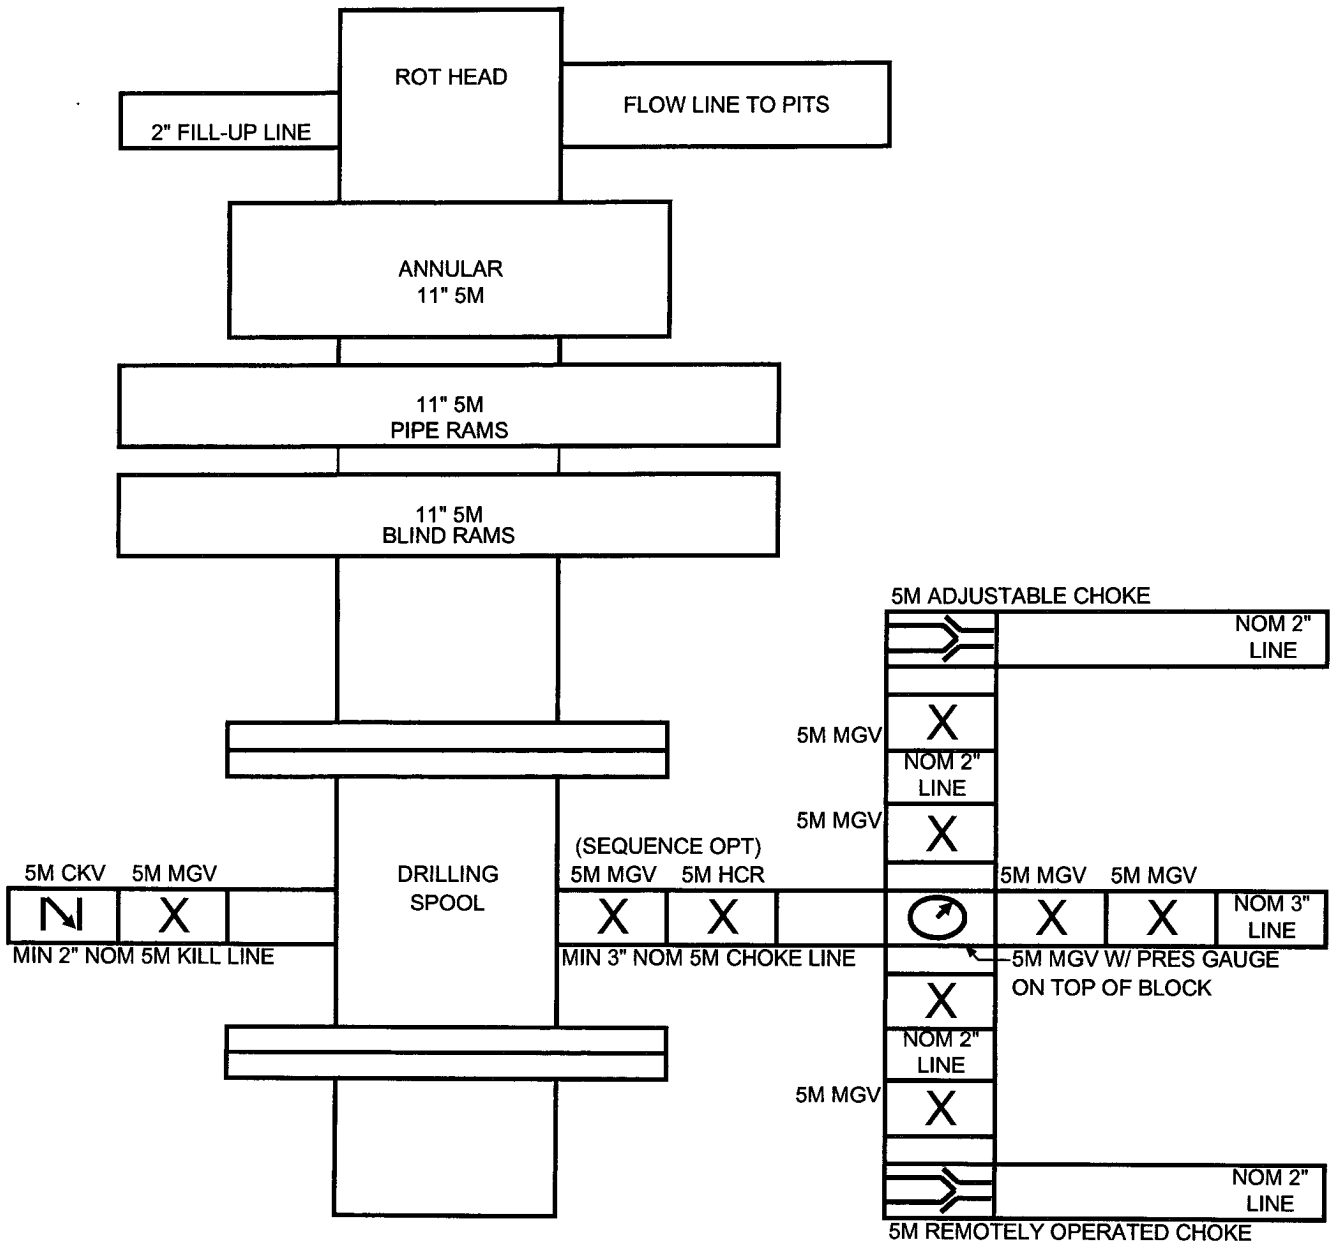 ROT HEAD
FLOW LINE TO PITS
2" FILL-UP LINE
ANNULAR
11" 5M
11" 5M
PIPE RAMS
11" 5M
BLIND RAMS
5M ADJUSTABLE CHOKE
NOM 2"
LINE
X
5M MGV
NOM 2"
LINE
5M MGV
X
(SEQUENCE OPT)
5M CKV
5M MGV
DRILLING
SPOOL
5M MGV
5M HCR
5M MGV
5M MGV
X
X
X
X
X
NOM 3"
LINE
MIN 2" NOM 5M KILL LINE
MIN 3" NOM 5M CHOKE LINE
5M MGV W/ PRES GAUGE
ON TOP OF BLOCK
X
NOM 2"
LINE
5M MGV
X
NOM 2"
LINE
5M REMOTELY OPERATED CHOKE